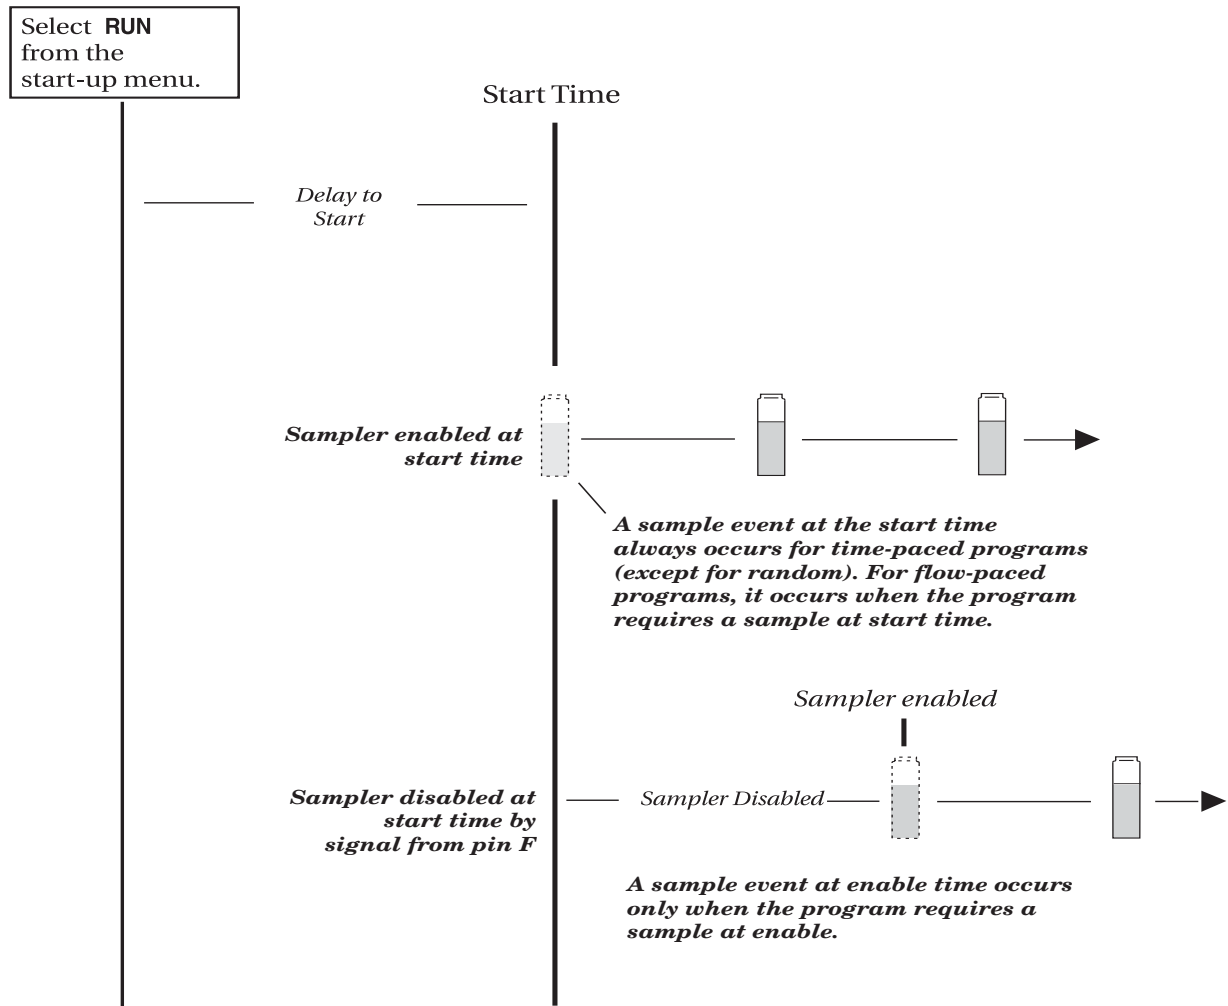 Select RUN
from the
start-up menu.
Start Time
Delay to
Start
Sampler enabled at
start time
A sample event at the start time
always occurs for time-paced programs
(except for random). For flow-paced
programs, it occurs when the program
requires a sample at start time.
Sampler enabled
Sampler disabled at
start time by
signal from pin F
Sampler Disabled
A sample event at enable time occurs
only when the program requires a
sample at enable.